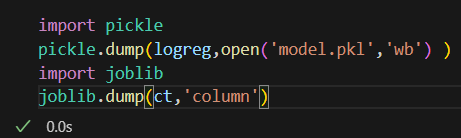 import pickle
pickle.dump(logreg,open('model.pkl','wb') )
import joblib
joblib.dump(ct,'column')
0.0s